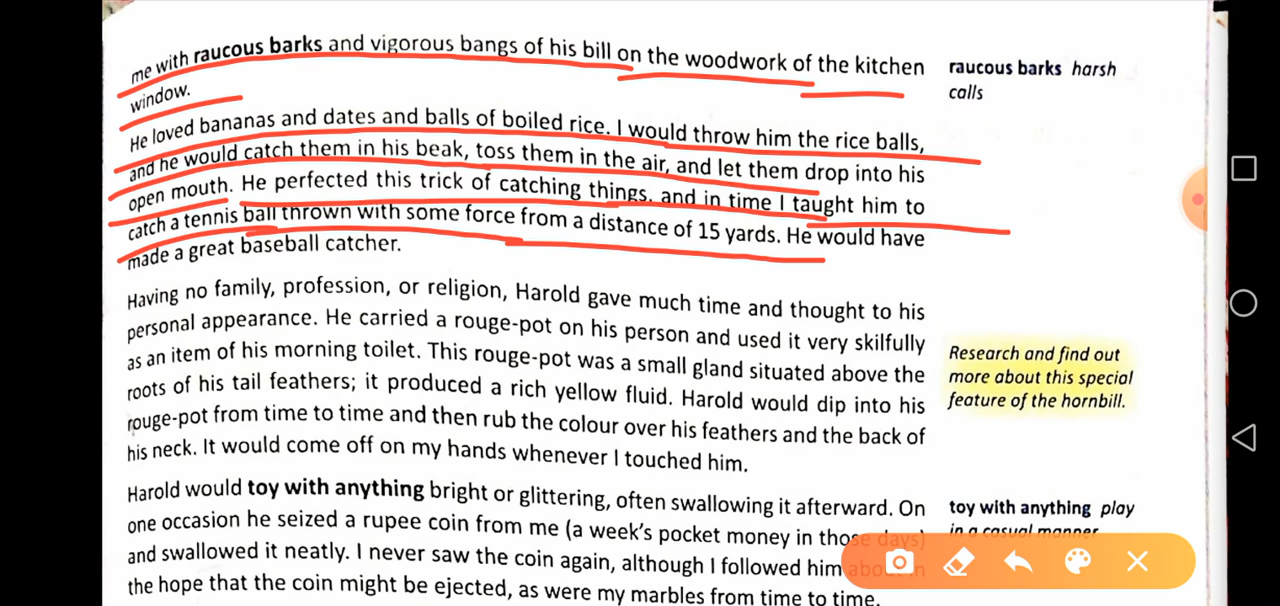 me with raucous barks and vigorous bangs of his bill on the woodwork of the kitchen
window.
He loved bananas and dates and balls of boiled rice. I would throw him the rice balls,
and he would catch them in his beak, toss them in the air, and let them drop into his
open mouth. He perfected this trick of catching things, and in time I taught him to
catch a tennis ball thrown with some force from a distance of 15 yards. He would have
made a great baseball catcher.
Having no family, profession, or religion, Harold gave much time and thought to his
personal appearance. He carried a rouge-pot on his person and used it very skilfully
as an item of his morning toilet. This rouge-pot was a small gland situated above the
roots of his tail feathers; it produced a rich yellow fluid. Harold would dip into his
rouge-pot from time to time and then rub the colour over his feathers and the back of
his neck. It would come off on my hands whenever I touched him.
Harold would toy with anything bright or glittering, often swallowing it afterward. On
one occasion he seized a rupee coin from me (a week's pocket money in those days)
and swallowed it neatly. I never saw the coin again, although I followed him about in
the hope that the coin might be ejected, as were my marbles from time to time.
raucous barks harsh
calls
Research and find out
more about this special
feature of the hornbill.
toy with anything play
in a casual manner